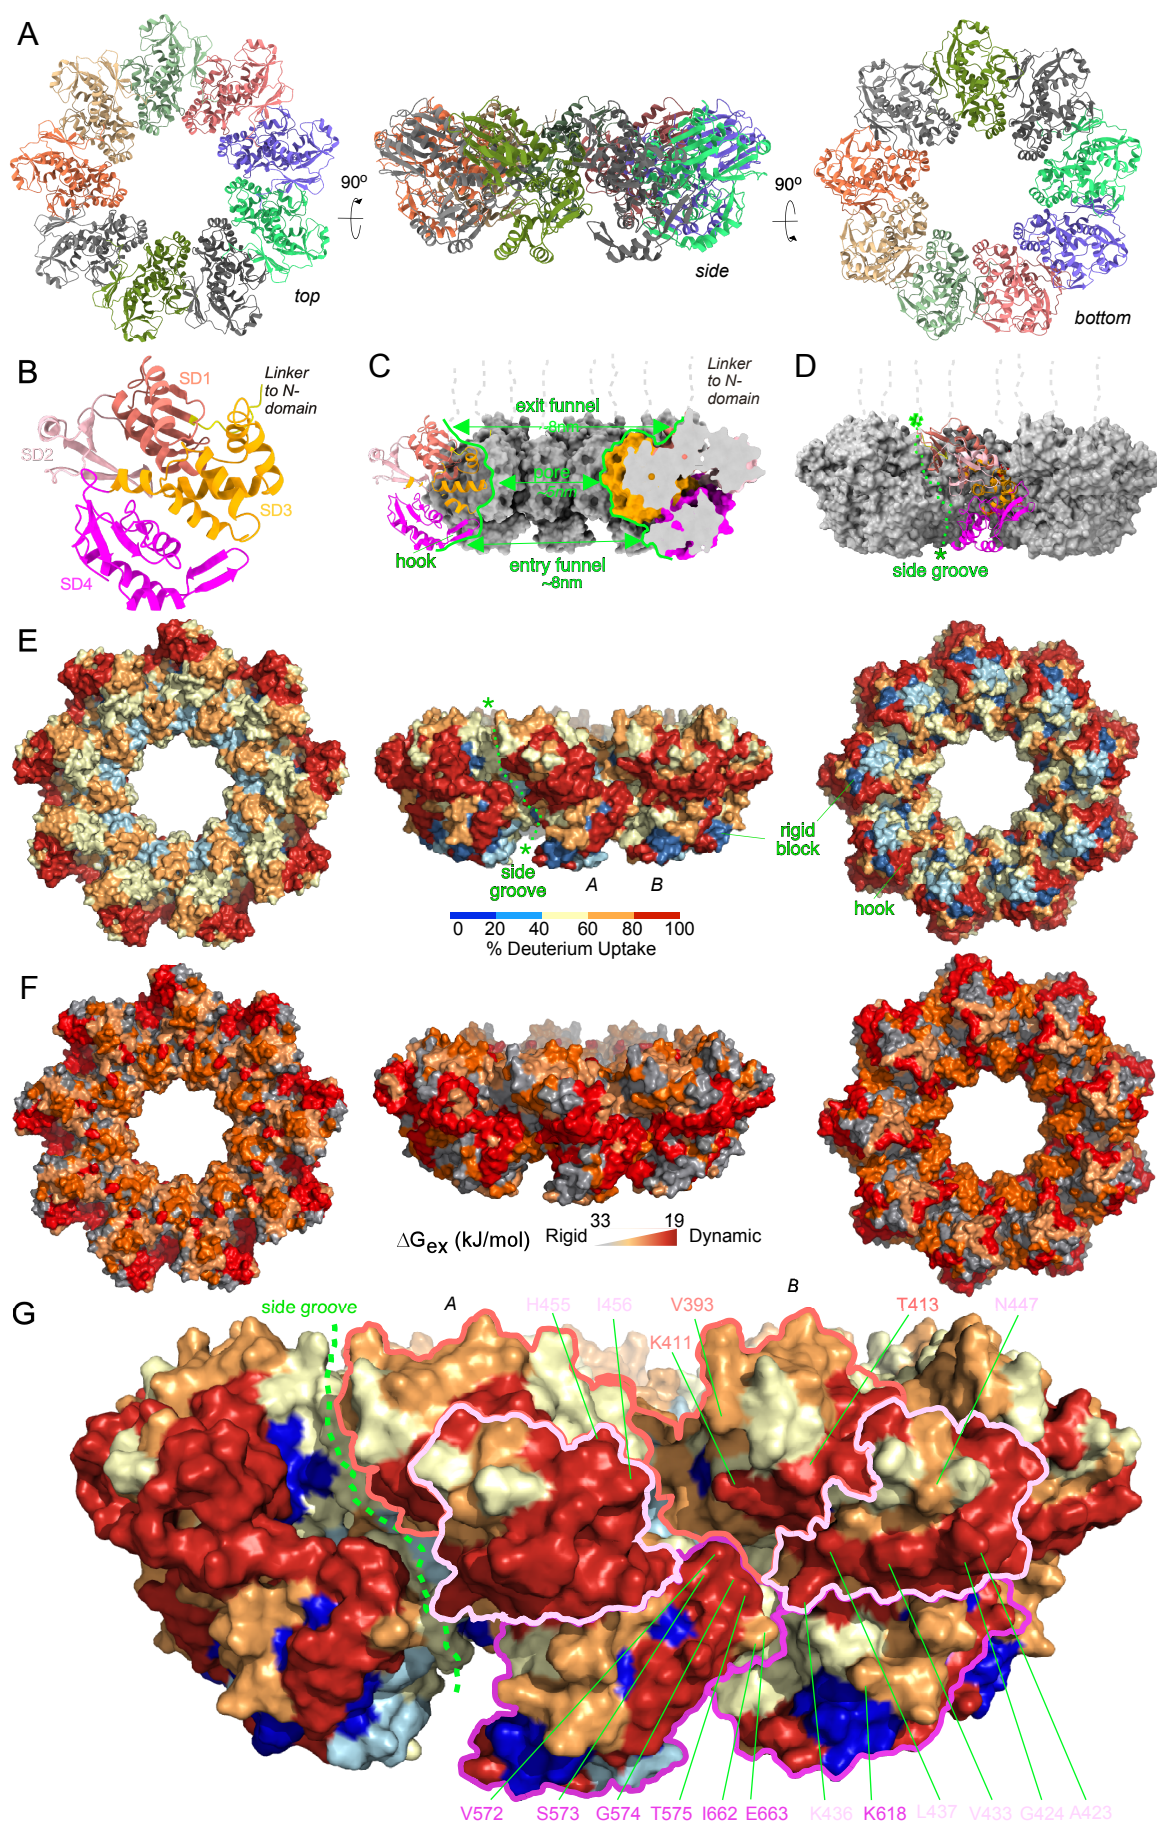 A
90º
90º
top
side
bottom
B
SD1
Linker
to N-
domain
SD2
SD3
SD4
C
Linker
to N-
domain
exit funnel
~8nm
pore
~5nm
hook
entry funnel
~8nm
D
*
*
side groove
E
*
*
side
groove
A
B
rigid
block
hook
0 20 40 60 80 100
% Deuterium Uptake
F
33 19
ΔGex (kJ/mol) Rigid Dynamic
G
side groove
A
B
H455 I456 V393 T413 N447
K411
V572 S573 G574 T575 I662 E663 K436 K618 L437 V433 G424 A423